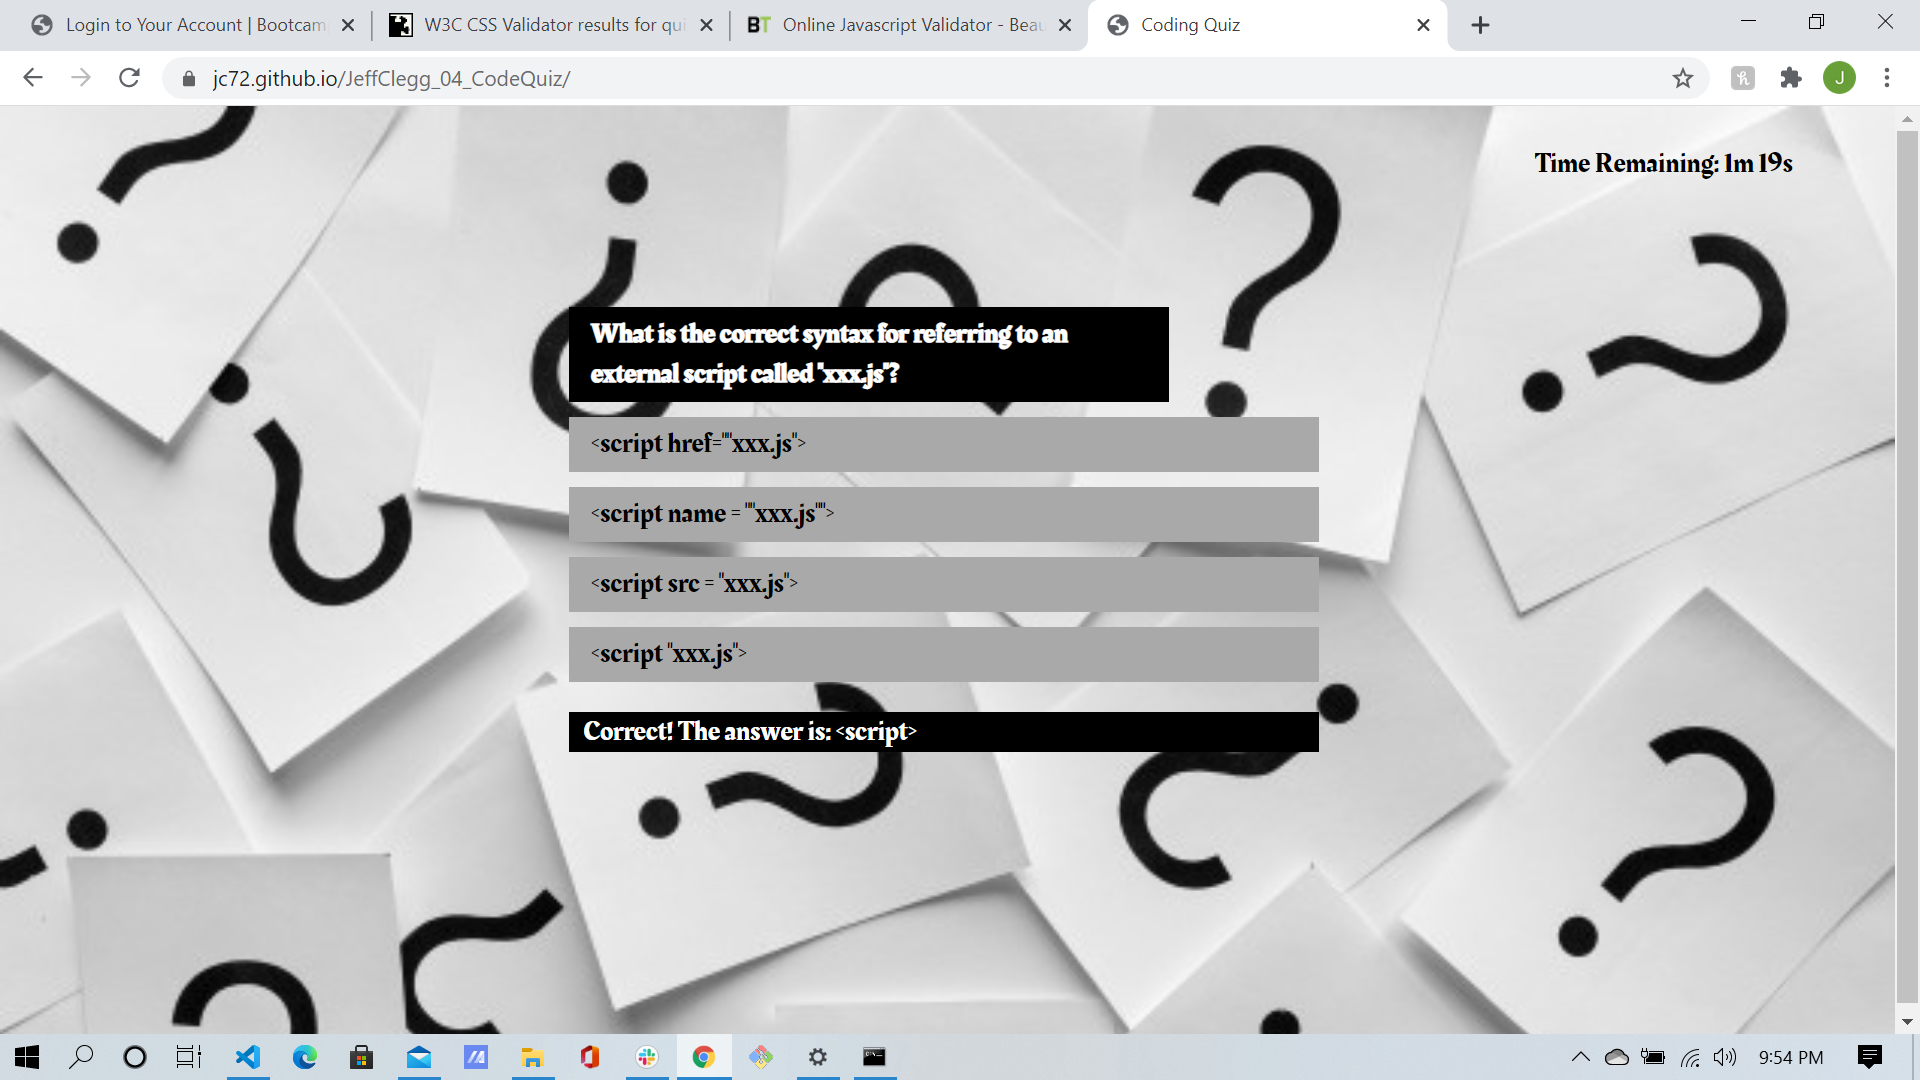 Login to Your Account | Bootcam
W3C CSS Validator results for qui
BT Online Javascript Validator - Beau
Coding Quiz
jc72.github.io/JeffClegg_04_CodeQuiz/
J
Time Remaining: 1m 19s
What is the correct syntax for referring to an
external script called "xxx.js"?
<script href=""xxx.js">
<script name = ""xxx.js"">
<script src = "xxx.js">
<script "xxx.js">
Correct! The answer is: <script>
9:54 PM